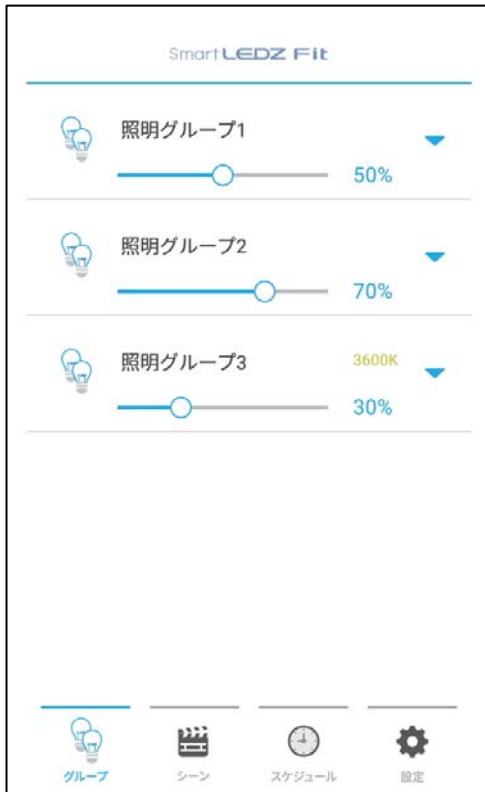 Smart LEDZ Fit
照明グループ1
50%
照明グループ2
70%
照明グループ3
3600K
30%
グループ
シーン
スケジュール
設定